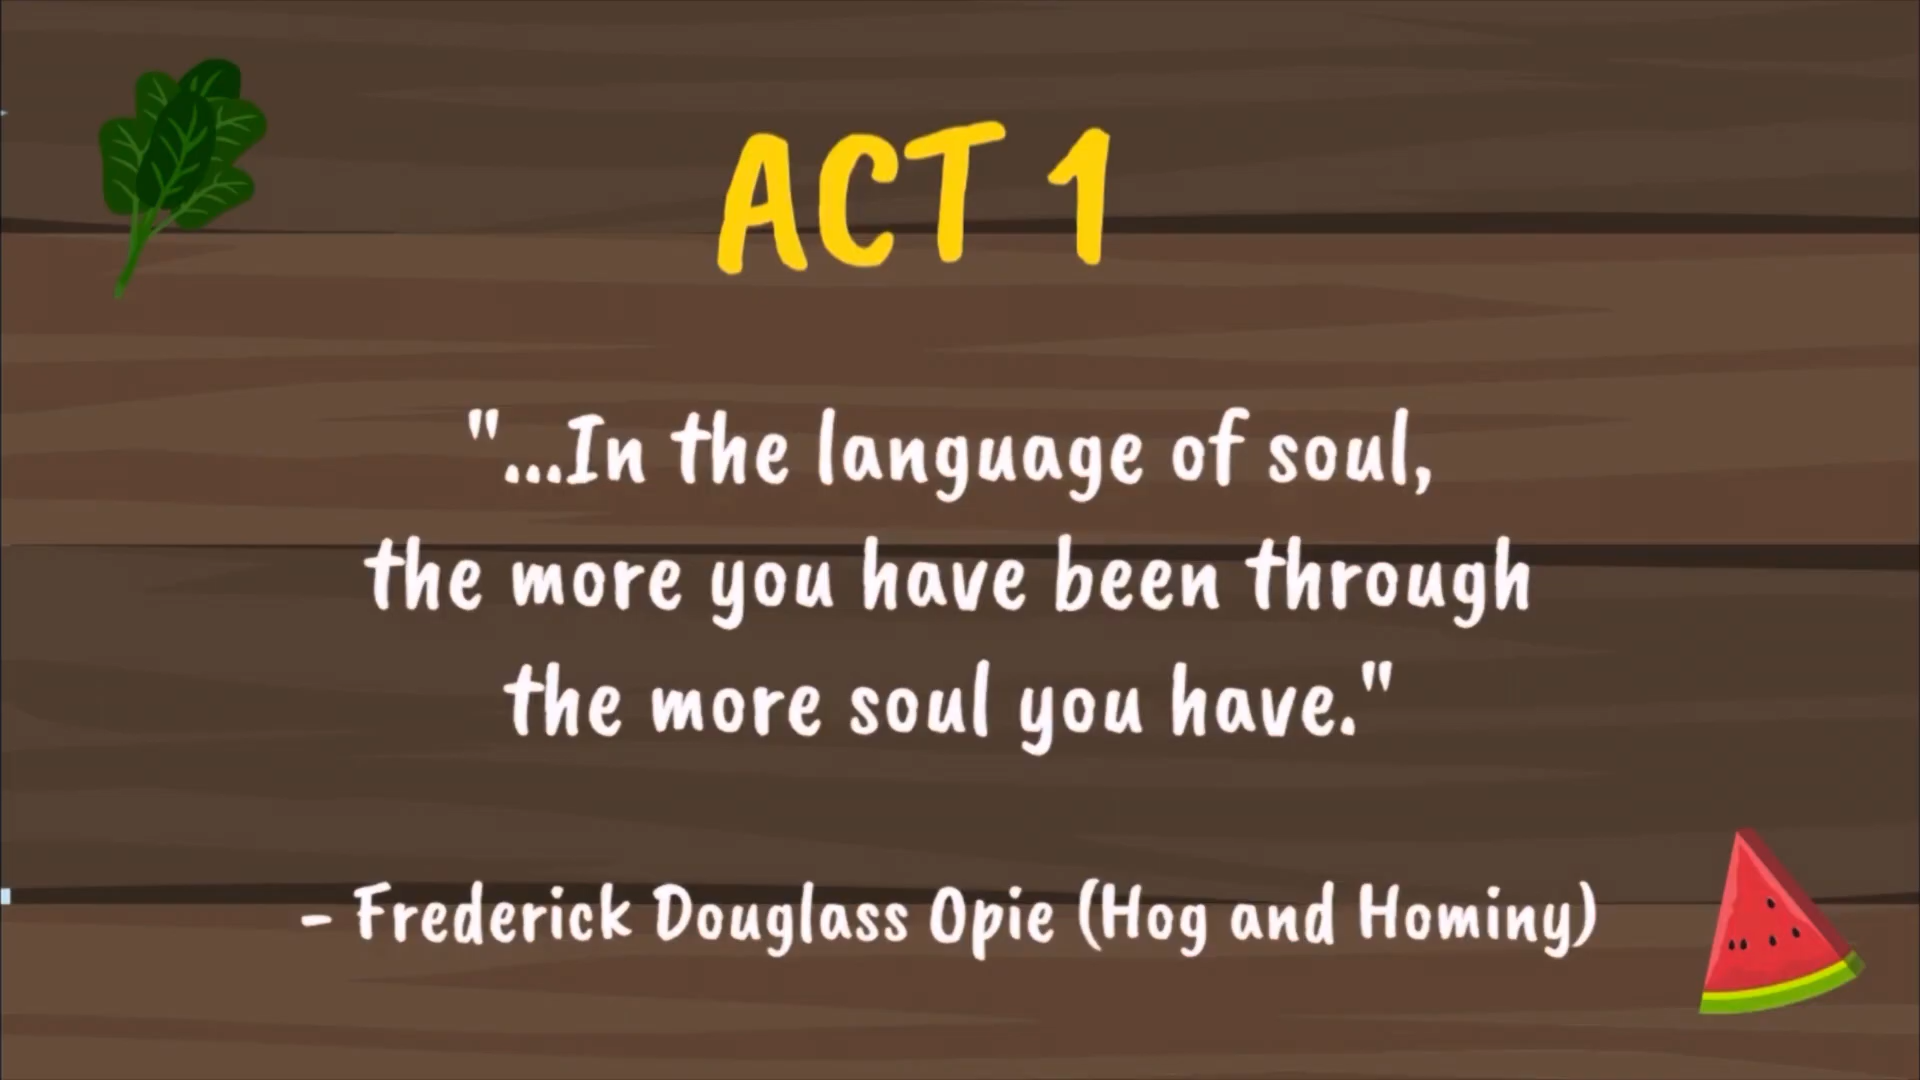 ACT 1
"...In the language of soul,
the more you have been through
the more soul you have."
- Frederick Douglass Opie (Hog and Hominy)